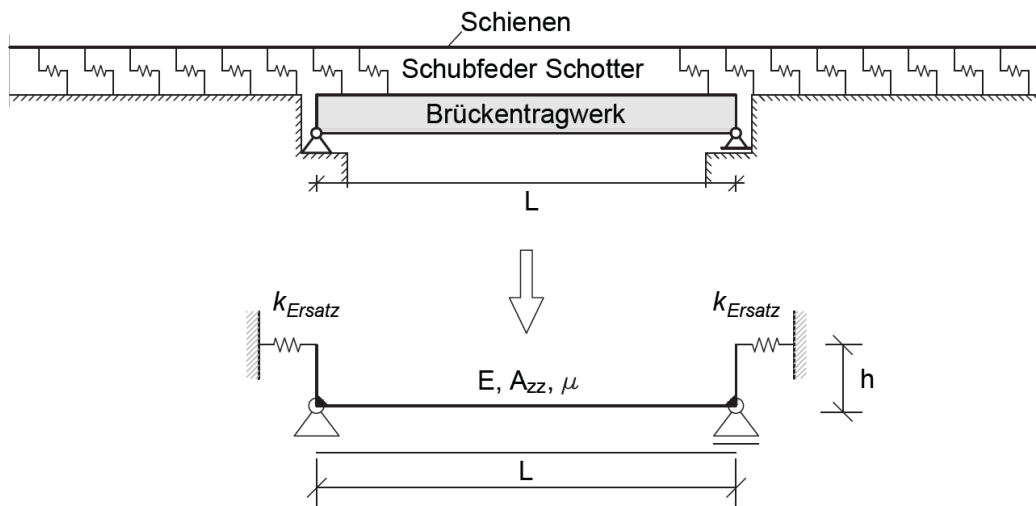 Schienen
Schubfeder Schotter
Brückentragwerk
L
k_Ersatz
k_Ersatz
E, A_zz, μ
h
L